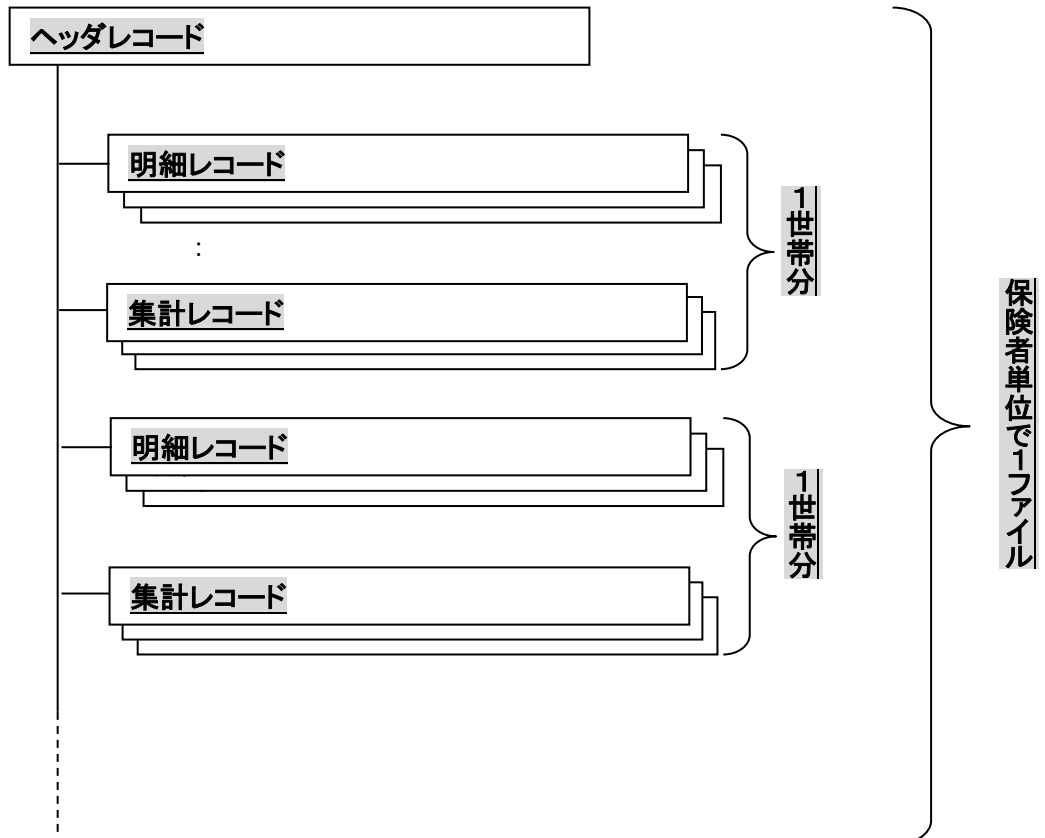 ヘッダレコード
明細レコード
:
集計レコード
1世帯分
明細レコード
集計レコード
1世帯分
保険者単位で1ファイル